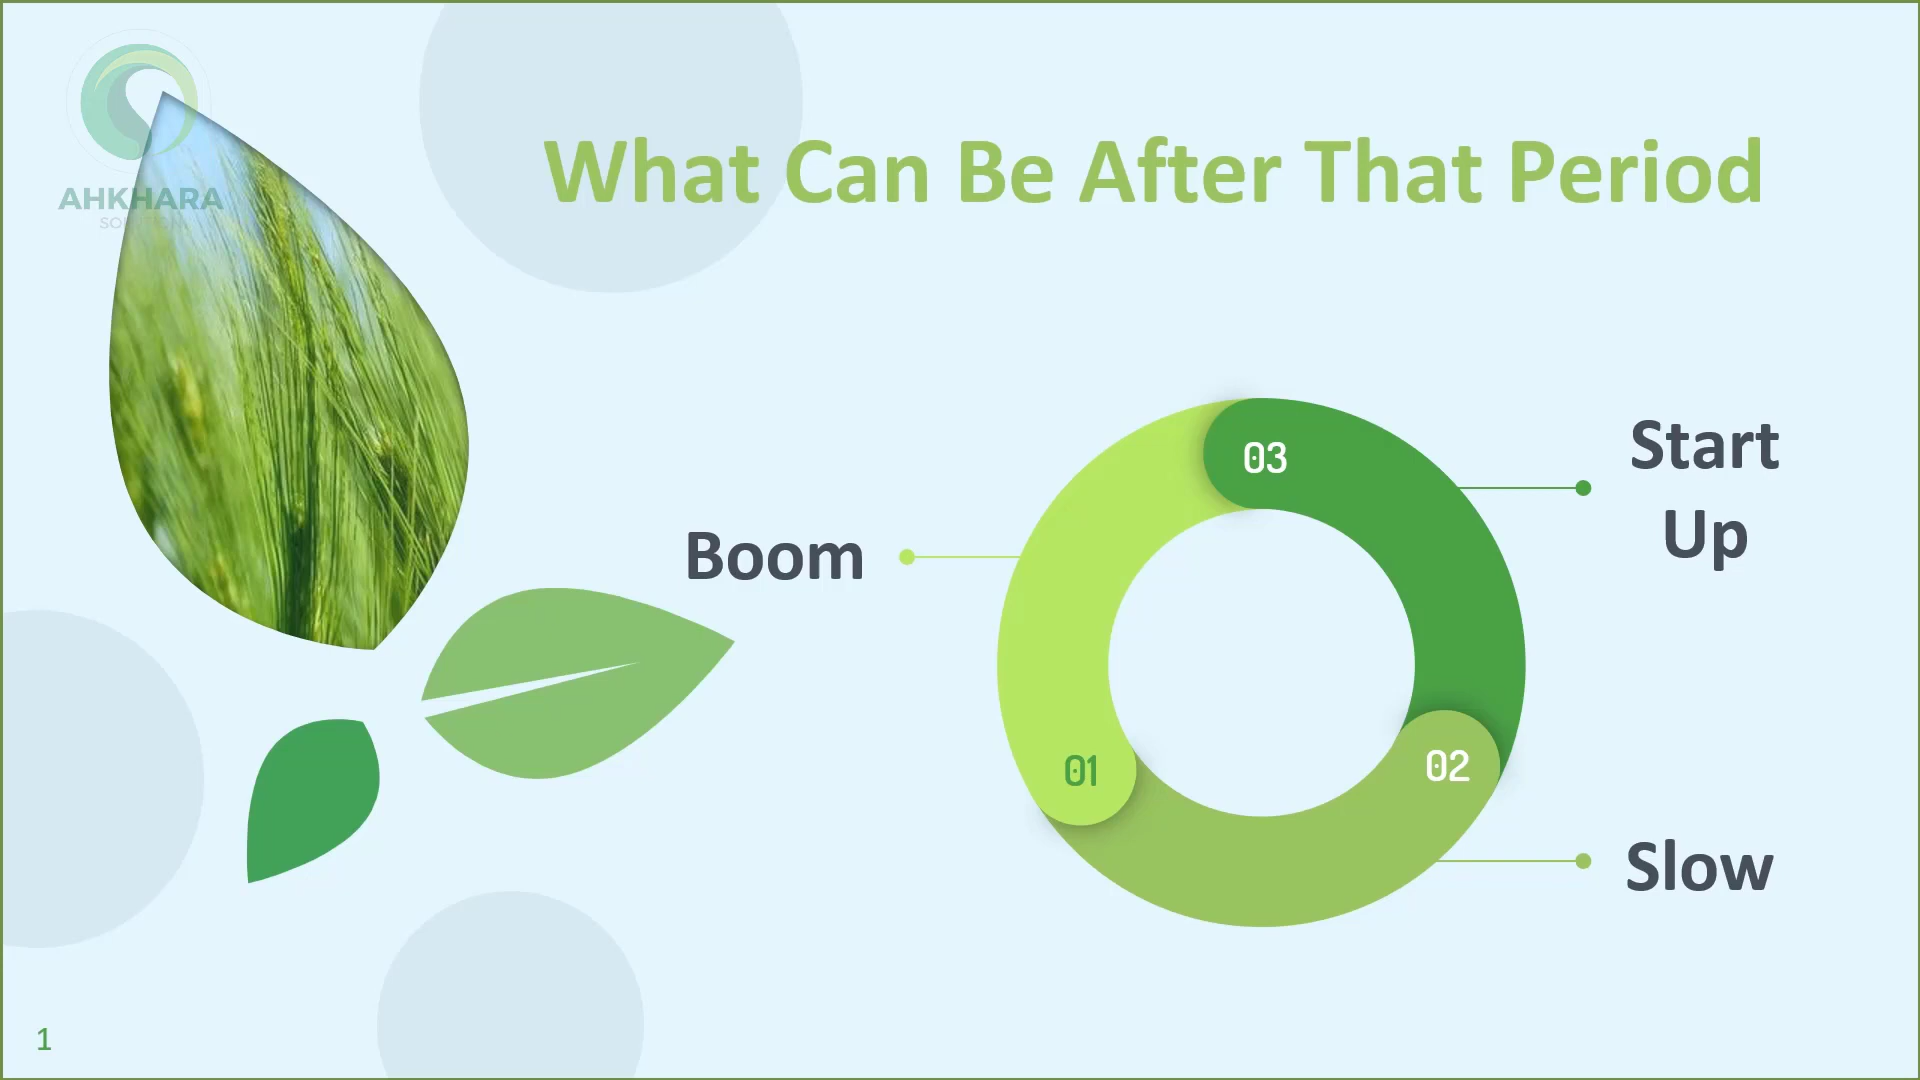 AHKHARA
What Can Be After That Period
03
Start
Up
Boom
01
02
Slow
1